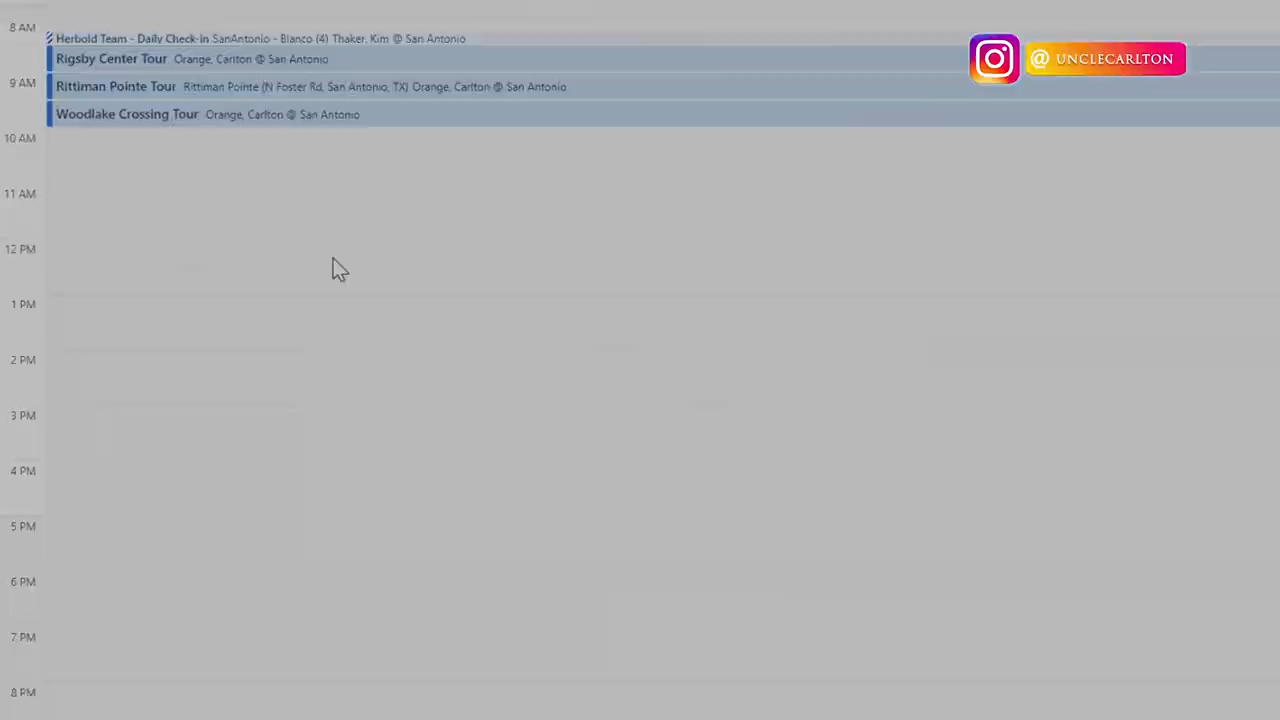 8 AM
Herbold Team - Daily Check-in SanAntonio - Blanco (4) Thaker, Kim @ San Antonio
Rigsby Center Tour Orange, Carlton @ San Antonio
@ UNCLECARLTON
9 AM
Rittiman Pointe Tour Rittiman Pointe (N Foster Rd, San Antonio, TX) Orange, Carlton @ San Antonio
Woodlake Crossing Tour Orange, Carlton @ San Antonio
10 AM
11 AM
12 PM
1 PM
2 PM
3 PM
4 PM
5 PM
6 PM
7 PM
8 PM